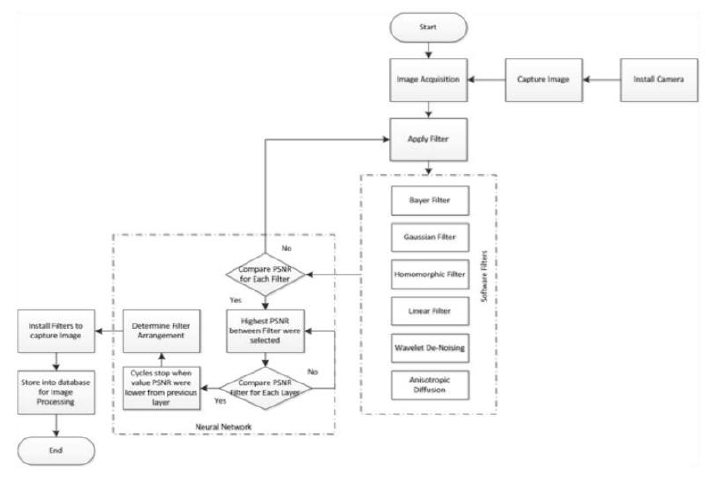 Start
Image Acquisition
Capture Image
Install Camera
Apply Filter
Bayer Filter
Gaussian Filter
Homomorphic Filter
Linear Filter
Wavelet De-Noising
Anisotropic
Diffusion
Software Filters
No
Compare PSNR
for Each Filter
Yes
Highest PSNR
between Filter were
selected
No
Compare PSNR
Filter for Each Layer
Yes
Cycles stop when
value PSNR were
lower from previous
layer
Determine Filter
Arrangement
Neural Network
Install Filters to
capture Image
Store into database
for Image
Processing
End